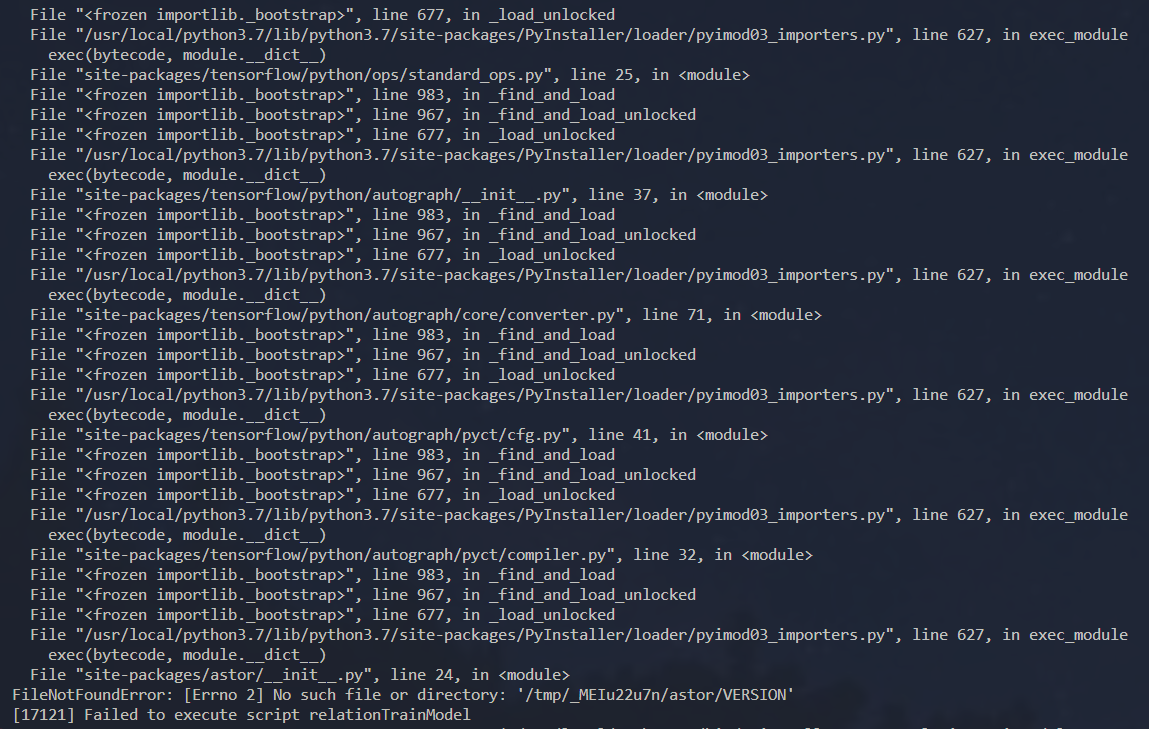 File "<frozen importlib._bootstrap>", line 677, in _load_unlocked
File "/usr/local/python3.7/lib/python3.7/site-packages/PyInstaller/loader/pyimod03_importers.py", line 627, in exec_module
exec(bytecode, module.__dict__)
File "site-packages/tensorflow/python/ops/standard_ops.py", line 25, in <module>
File "<frozen importlib._bootstrap>", line 983, in _find_and_load
File "<frozen importlib._bootstrap>", line 967, in _find_and_load_unlocked
File "<frozen importlib._bootstrap>", line 677, in _load_unlocked
File "/usr/local/python3.7/lib/python3.7/site-packages/PyInstaller/loader/pyimod03_importers.py", line 627, in exec_module
exec(bytecode, module.__dict__)
File "site-packages/tensorflow/python/autograph/__init__.py", line 37, in <module>
File "<frozen importlib._bootstrap>", line 983, in _find_and_load
File "<frozen importlib._bootstrap>", line 967, in _find_and_load_unlocked
File "<frozen importlib._bootstrap>", line 677, in _load_unlocked
File "/usr/local/python3.7/lib/python3.7/site-packages/PyInstaller/loader/pyimod03_importers.py", line 627, in exec_module
exec(bytecode, module.__dict__)
File "site-packages/tensorflow/python/autograph/core/converter.py", line 71, in <module>
File "<frozen importlib._bootstrap>", line 983, in _find_and_load
File "<frozen importlib._bootstrap>", line 967, in _find_and_load_unlocked
File "<frozen importlib._bootstrap>", line 677, in _load_unlocked
File "/usr/local/python3.7/lib/python3.7/site-packages/PyInstaller/loader/pyimod03_importers.py", line 627, in exec_module
exec(bytecode, module.__dict__)
File "site-packages/tensorflow/python/autograph/pyct/cfg.py", line 41, in <module>
File "<frozen importlib._bootstrap>", line 983, in _find_and_load
File "<frozen importlib._bootstrap>", line 967, in _find_and_load_unlocked
File "<frozen importlib._bootstrap>", line 677, in _load_unlocked
File "/usr/local/python3.7/lib/python3.7/site-packages/PyInstaller/loader/pyimod03_importers.py", line 627, in exec_module
exec(bytecode, module.__dict__)
File "site-packages/tensorflow/python/autograph/pyct/compiler.py", line 32, in <module>
File "<frozen importlib._bootstrap>", line 983, in _find_and_load
File "<frozen importlib._bootstrap>", line 967, in _find_and_load_unlocked
File "<frozen importlib._bootstrap>", line 677, in _load_unlocked
File "/usr/local/python3.7/lib/python3.7/site-packages/PyInstaller/loader/pyimod03_importers.py", line 627, in exec_module
exec(bytecode, module.__dict__)
File "site-packages/astor/__init__.py", line 24, in <module>
FileNotFoundError: [Errno 2] No such file or directory: '/tmp/_MEIu22u7n/astor/VERSION'
[17121] Failed to execute script relationTrainModel